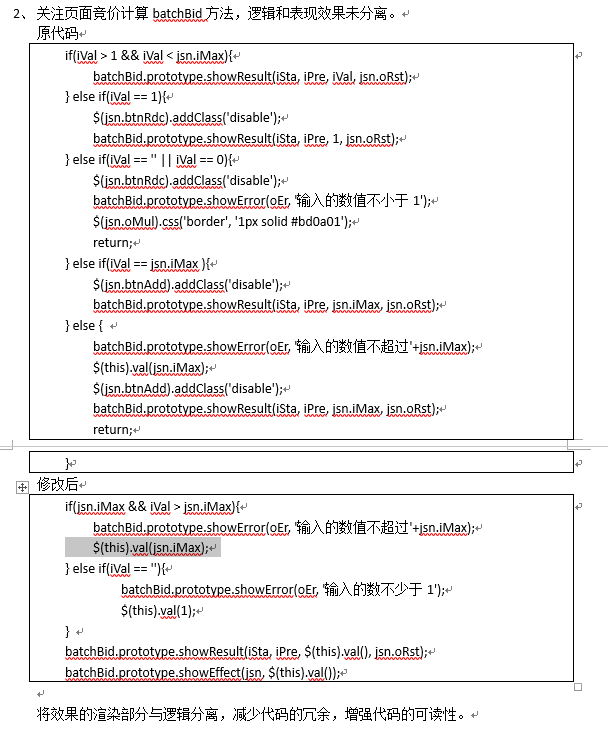 2、 关注页面竞价计算 batchBid 方法，逻辑和表现效果未分离。
原代码
if(iVal > 1 && iVal < jsn.iMax){
batchBid.prototype.showResult(iSta, iPre, iVal, jsn.oRst);
} else if(iVal == 1){
$(jsn.btnRdc).addClass('disable');
batchBid.prototype.showResult(iSta, iPre, 1, jsn.oRst);
} else if(iVal == '' || iVal == 0){
$(jsn.btnRdc).addClass('disable');
batchBid.prototype.showError(oEr, '输入的数值不小于 1');
$(jsn.oMul).css('border', '1px solid #bd0a01');
return;
} else if(iVal == jsn.iMax ){
$(jsn.btnAdd).addClass('disable');
batchBid.prototype.showResult(iSta, iPre, jsn.iMax, jsn.oRst);
} else {
batchBid.prototype.showError(oEr, '输入的数值不超过'+jsn.iMax);
$(this).val(jsn.iMax);
$(jsn.btnAdd).addClass('disable');
batchBid.prototype.showResult(iSta, iPre, jsn.iMax, jsn.oRst);
return;
}
修改后
if(jsn.iMax && iVal > jsn.iMax){
batchBid.prototype.showError(oEr, '输入的数值不超过'+jsn.iMax);
$(this).val(jsn.iMax);
} else if(iVal == ''){
batchBid.prototype.showError(oEr, '输入的数不少于 1');
$(this).val(1);
}
batchBid.prototype.showResult(iSta, iPre, $(this).val(), jsn.oRst);
batchBid.prototype.showEffect(jsn, $(this).val());
将效果的渲染部分与逻辑分离，减少代码的冗余，增强代码的可读性。